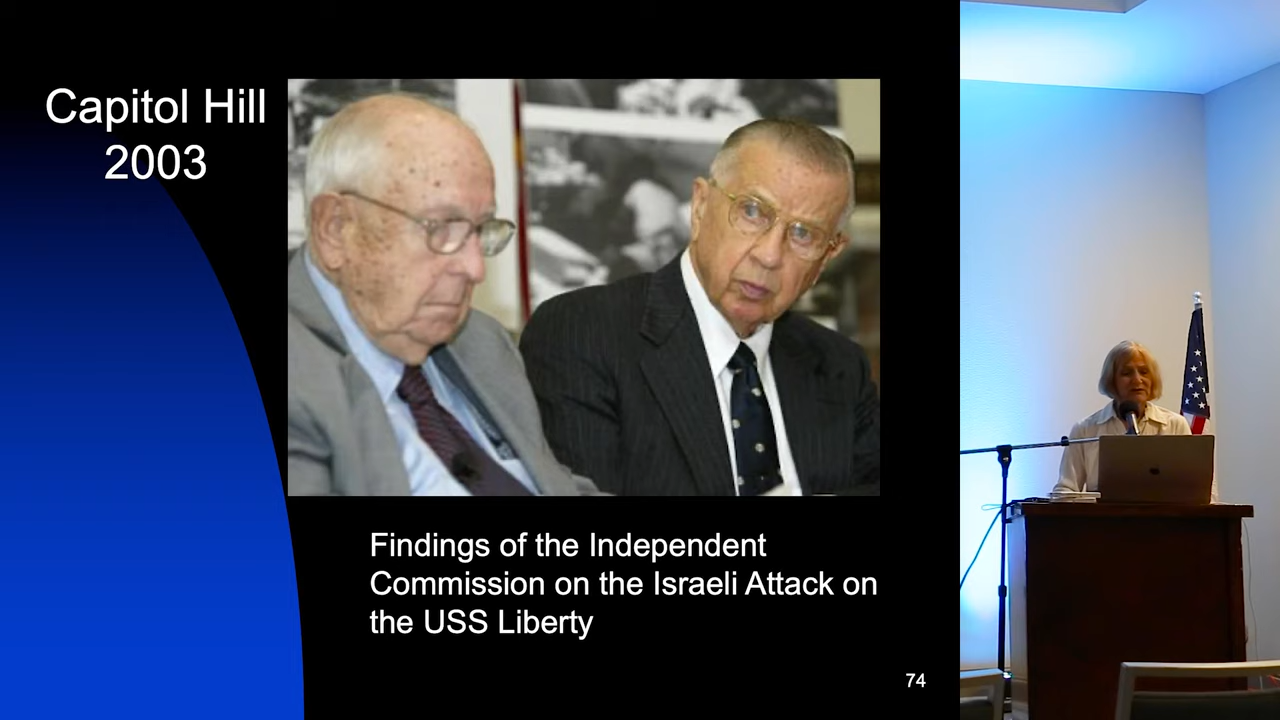 Capitol Hill
2003
Findings of the Independent
Commission on the Israeli Attack on
the USS Liberty
74